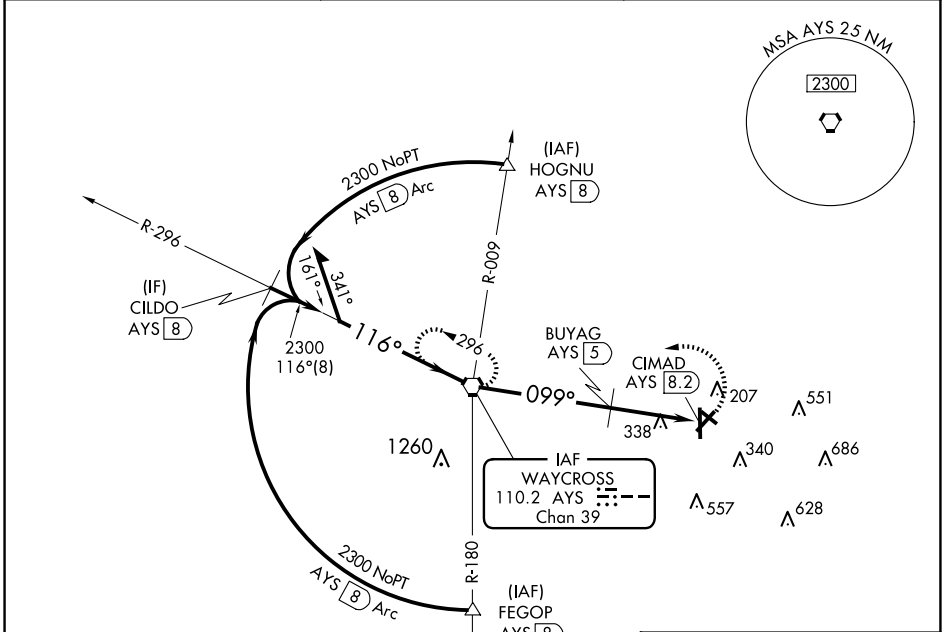 MSA AYS 25 NM
2300
(IAF)
HOGNU
AYS 8
2300 NoPT
AYS 8 Arc
R-296
R-009
(IF)
CILDO
AYS 8
161°
341°
2300
116°(8)
116°
296
BUYAG
AYS 5
CIMAD
AYS 8.2
099°
207
551
338
340
686
1260
557
628
IAF
WAYCROSS
110.2 AYS
Chan 39
R-180
2300 NoPT
AYS 8 Arc
(IAF)
FEGOP
AYS 8